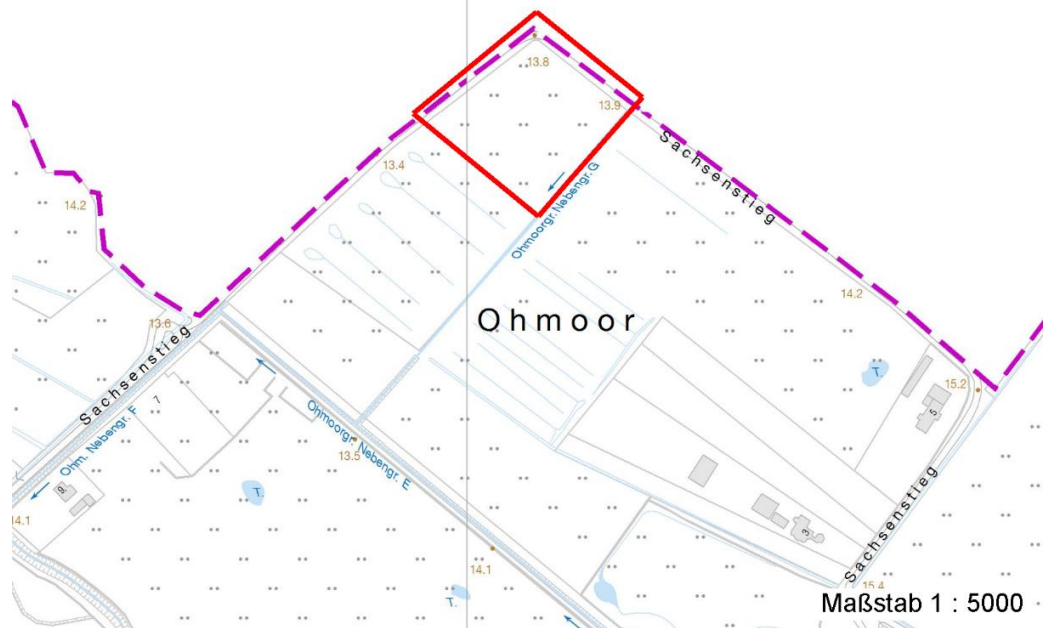 13.8
13.9
Sachsenstieg
13.4
14.2
Ohmoorgr. Nebengr. G
14.2
Ohmoor
13.6
Sachsenstieg
T.
15.2
5
7
Ohmoorgr. Nebengr. E
Ohm. Nebengr. F
13.5
Sachsenstieg
9
T.
14.1
3
14.1
15.4
T.
Maßstab 1 : 5000